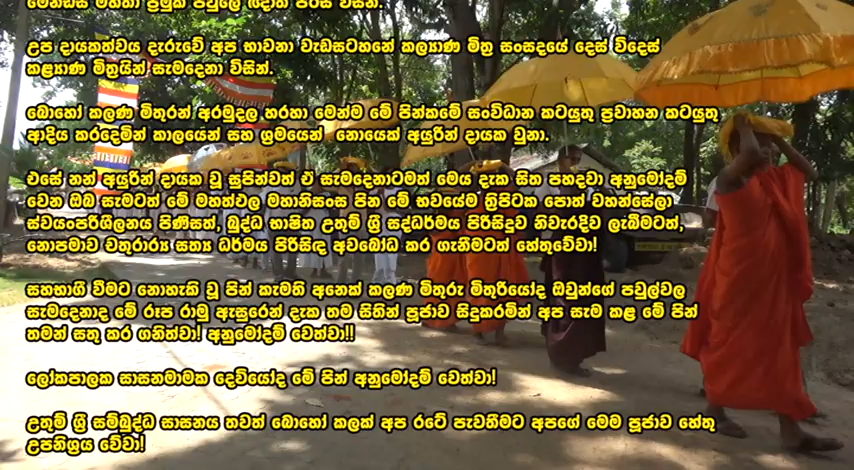 මෙන්ඩිස් මහතා ප්‍රමුඛ පවුලේ ඥාති පිරිස විසින්.
උප දායකත්වය දැරුවේ අප භාවනා වැඩසටහනේ කල්‍යාණ මිත්‍ර සංසදයේ දෙස් විදෙස්
කළ්‍යාණ මිත්‍රයින් සැමදෙනා විසින්.
බොහෝ කලණ මිතුරන් අරමුදල හරහා මෙන්ම මේ පින්කමේ සංවිධාන කටයුතු ප්‍රවාහන කටයුතු
ආදිය කරදෙමින් කාලයෙන් සහ ශ්‍රමයෙන් නොයෙක් අයුරින් දායක වුනා.
එසේ නන් අයුරින් දායක වූ සුපින්වත් ඒ සැමදෙනාටමත් මෙය දැක සිත පහදවා අනුමෝදම්
වෙන ඔබ සැමටත් මේ මහත්ඵල මහානිසංස පින මේ භවයේම ත්‍රිපිටක පොත් වහන්සේලා
ස්වයංපරිශීලනය පිණිසත්, බුද්ධ භාෂිත උතුම් ශ්‍රී සද්ධර්මය පිරිසිදුව නිවැරදිව ලැබීමටත්,
නොපමාව චතුරාර්‍ය සත්‍ය ධර්මය පිරිසිඳ අවබෝධ කර ගැනීමටත් හේතුවේවා!
සහභාගී වීමට නොහැකි වූ පින් කැමති අනෙක් කලණ මිතුරු මිතුරියෝද ඔවුන්ගේ පවුල්වල
සැමදෙනාද මේ රූප රාමු ඇසුරෙන් දැක තම සිතින් පූජාව සිදුකරමින් අප සැම කළ මේ පින්
තමන් සතු කර ගනිත්වා! අනුමෝදම් වෙත්වා!!
ලෝකපාලක සාසනමාමක දෙවියෝද මේ පින් අනුමෝදම් වෙත්වා!
උතුම් ශ්‍රී සම්බුද්ධ සාසනය තවත් බොහෝ කලක් අප රටේ පැවතීමට අපගේ මෙම පූජාව හේතු
උපනිශ්‍රය වේවා!